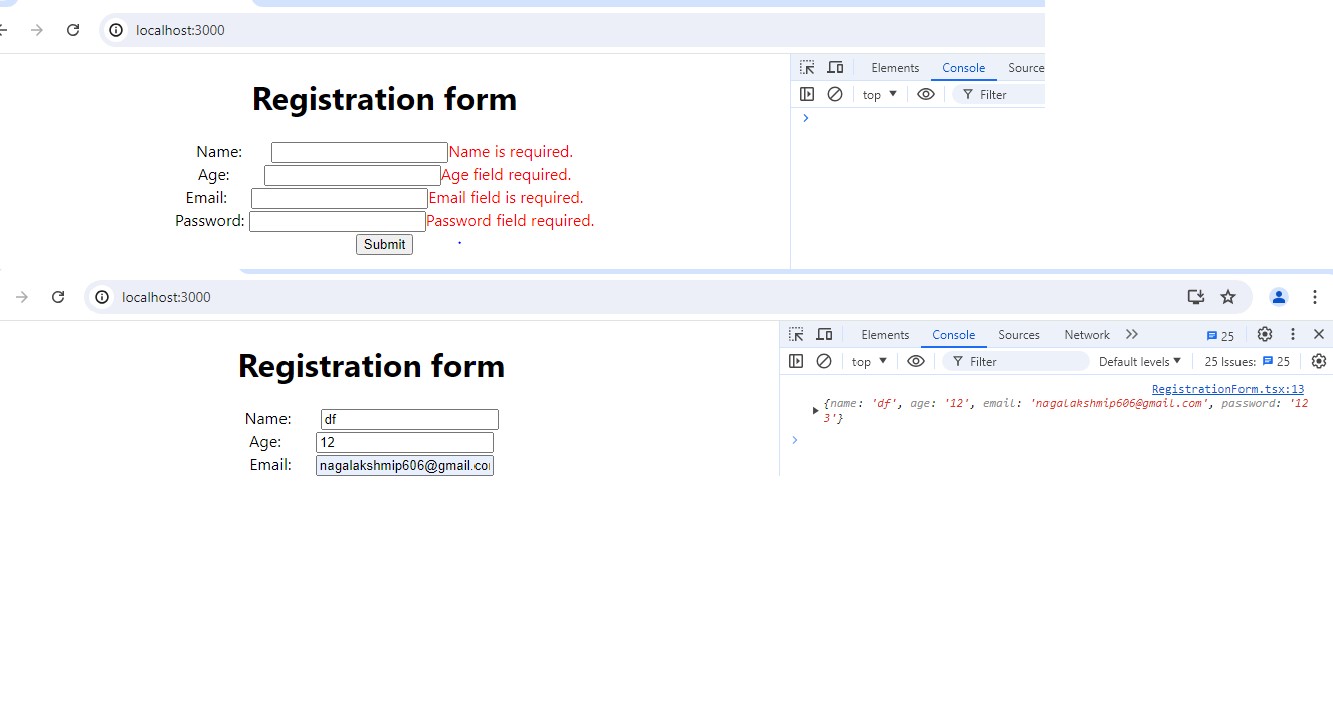 localhost:3000
Elements Console Source
top Filter
Registration form
Name: Name is required.
Age: Age field required.
Email: Email field is required.
Password: Password field required.
Submit
localhost:3000
Elements Console Sources Network 25
top Filter Default levels 25 Issues: 25
Registration form
RegistrationForm.tsx:13
{name: 'df', age: '12', email: 'nagalakshmip606@gmail.com', password: '12
3'}
Name: df
Age: 12
Email: nagalakshmip606@gmail.co